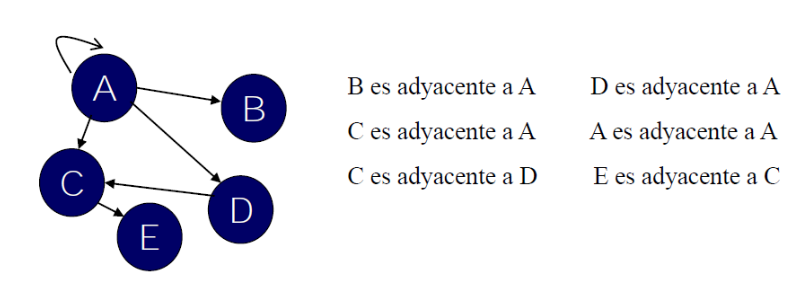 A
B
C
D
E
B es adyacente a A
D es adyacente a A
C es adyacente a A
A es adyacente a A
C es adyacente a D
E es adyacente a C